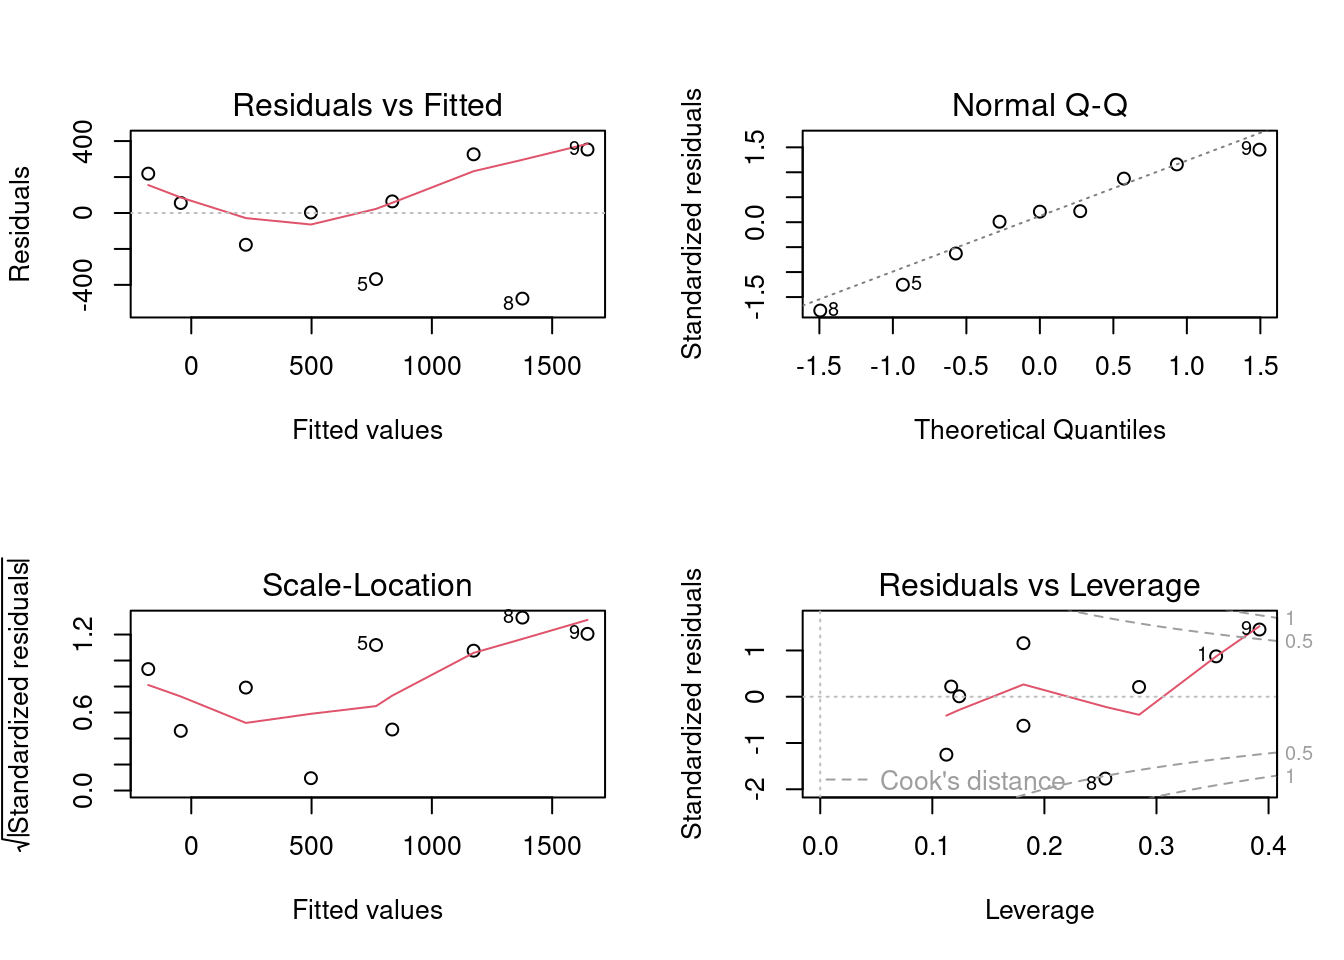 Residuals vs Fitted
Residuals
400
0
-400
9
5
8
0 500 1000 1500
Fitted values
Normal Q-Q
Standardized residuals
1.5
0.0
-1.5
9
5
8
-1.5 -1.0 -0.5 0.0 0.5 1.0 1.5
Theoretical Quantiles
Scale-Location
√|Standardized residuals|
1.2
0.6
0.0
8
9
5
0 500 1000 1500
Fitted values
Residuals vs Leverage
Standardized residuals
1
0
-1
-2
1
0.5
0.5
1
9
1
8
Cook's distance
0.0 0.1 0.2 0.3 0.4
Leverage